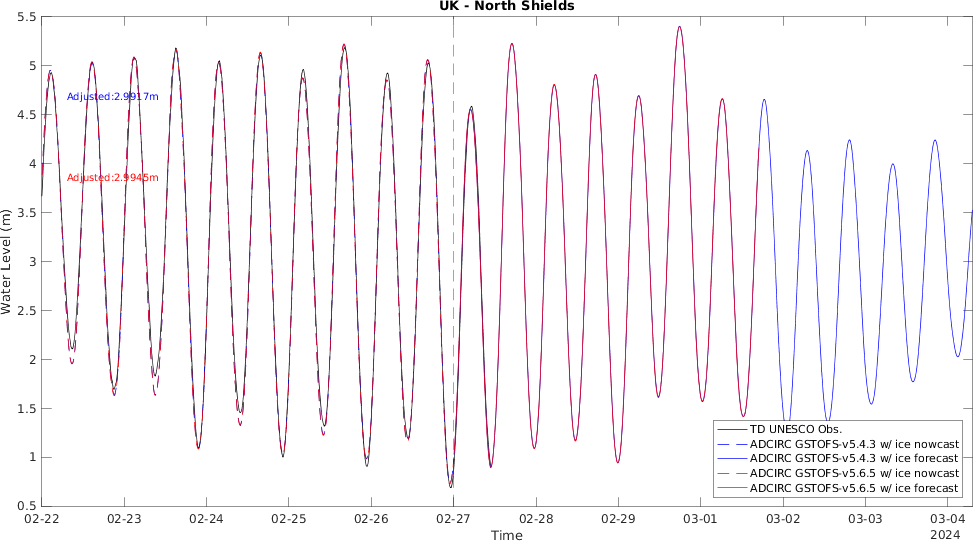 UK - North Shields
5.5
5
4.5
4
3.5
3
2.5
2
1.5
1
0.5
Water Level (m)
Adjusted:2.9917m
Adjusted:2.9945m
TD UNESCO Obs.
ADCIRC GSTOFS-v5.4.3 w/ ice nowcast
ADCIRC GSTOFS-v5.4.3 w/ ice forecast
ADCIRC GSTOFS-v5.6.5 w/ ice nowcast
ADCIRC GSTOFS-v5.6.5 w/ ice forecast
02-22 02-23 02-24 02-25 02-26 02-27 02-28 02-29 03-01 03-02 03-03 03-04
2024
Time